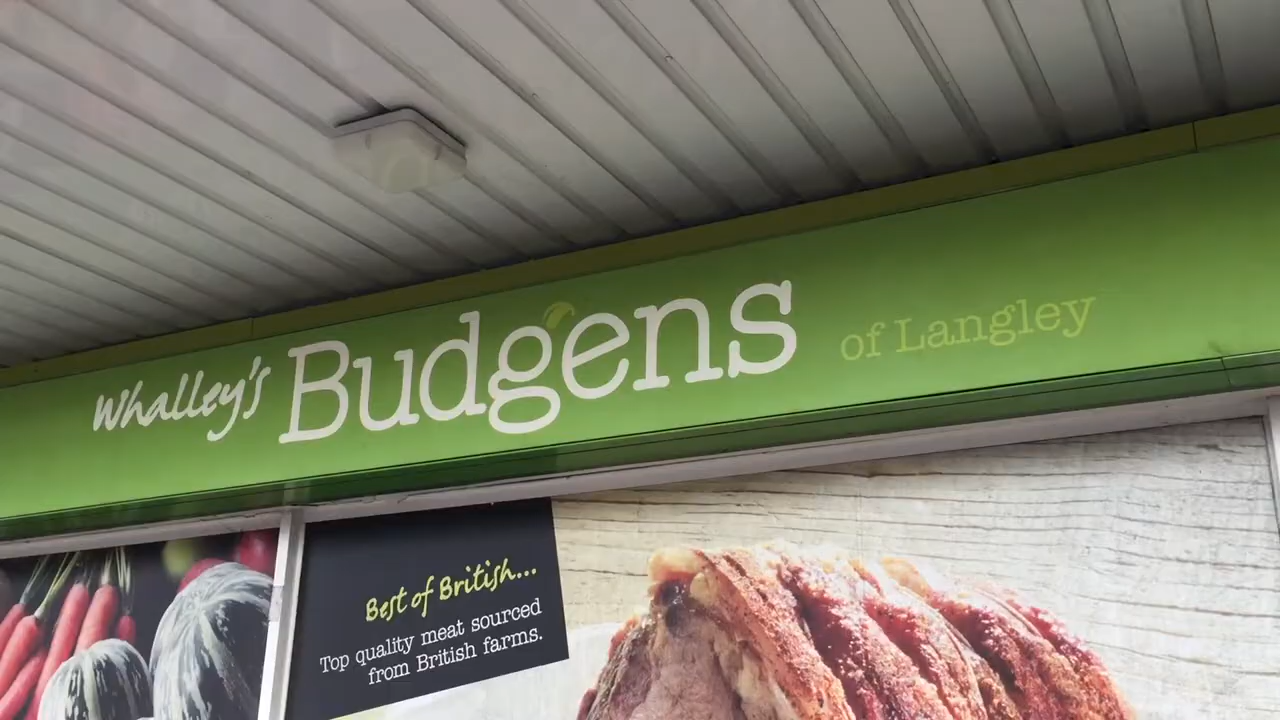 Whalley's Budgens of Langley
Best of British...
Top quality meat sourced
from British farms.